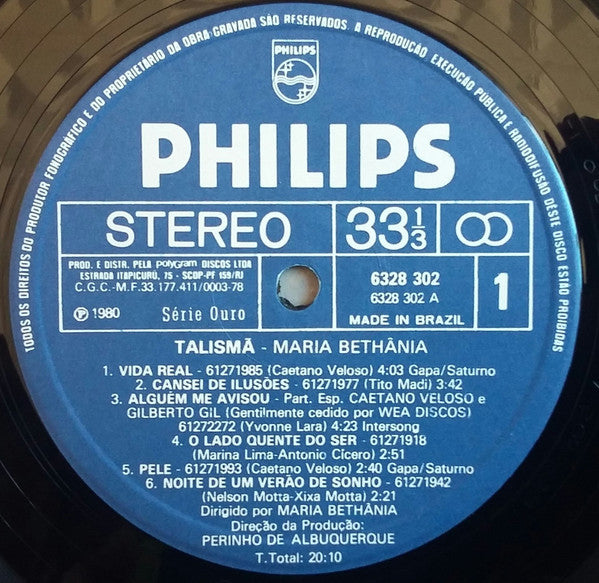 TODOS OS DIREITOS DO PRODUTOR FONOGRÁFICO E DO PROPRIETÁRIO DA OBRA GRAVADA SÃO RESERVADOS. A REPRODUÇÃO, EXECUÇÃO PÚBLICA E RADIODIFUSÃO DESTE DISCO ESTÃO PROIBIDAS
PHILIPS
PHILIPS
STEREO 33 1/3
PROD. E DISTR. PELA polyGram DISCOS LTDA
ESTRADA ITAPICURÚ, 75 - SCOP-PF 159/RJ
C.G.C.-M.F. 33.177.411/0003-78
℗ 1980 Série Ouro
6328 302
6328 302 A
MADE IN BRAZIL
1
TALISMÃ - MARIA BETHÂNIA
1. VIDA REAL - 61271985 (Caetano Veloso) 4:03 Gapa/Saturno
2. CANSEI DE ILUSÕES - 61271977 (Tito Madi) 3:42
3. ALGUÉM ME AVISOU - Part. Esp. CAETANO VELOSO e
GILBERTO GIL (Gentilmente cedido por WEA DISCOS)
61272272 (Yvonne Lara) 4:23 Intersong
4. O LADO QUENTE DO SER - 61271918
(Marina Lima-Antonio Cícero) 2:51
5. PELE - 61271993 (Caetano Veloso) 2:40 Gapa/Saturno
6. NOITE DE UM VERÃO DE SONHO - 61271942
(Nelson Motta-Xixa Motta) 2:21
Dirigido por MARIA BETHÂNIA
Direção da Produção:
PERINHO DE ALBUQUERQUE
T.Total: 20:10